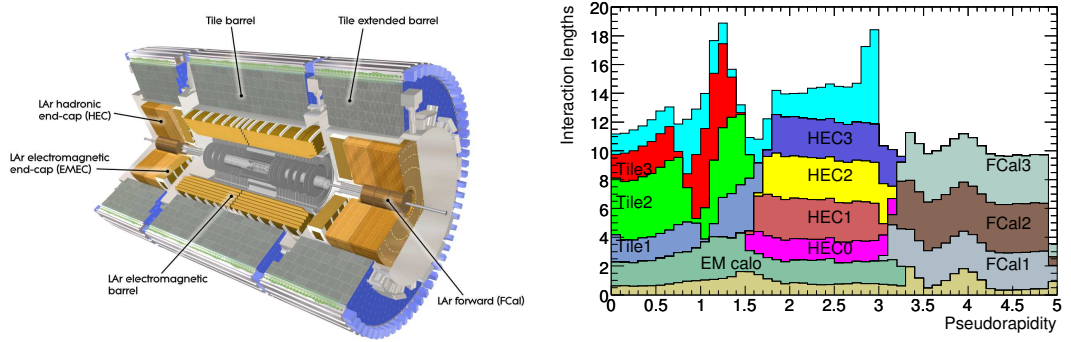 Tile barrel
Tile extended barrel
LAr hadronic
end-cap (HEC)
LAr electromagnetic
end-cap (EMEC)
LAr electromagnetic
barrel
LAr forward (FCal)
Interaction lengths
20
18
16
14
12
10
8
6
4
2
0
Tile3
Tile2
Tile1
EM calo
HEC3
HEC2
HEC1
HEC0
FCal3
FCal2
FCal1
0 0.5 1 1.5 2 2.5 3 3.5 4 4.5 5
Pseudorapidity